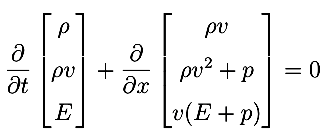 ∂/∂t [ρ; ρv; E] + ∂/∂x [ρv; ρv² + p; v(E + p)] = 0